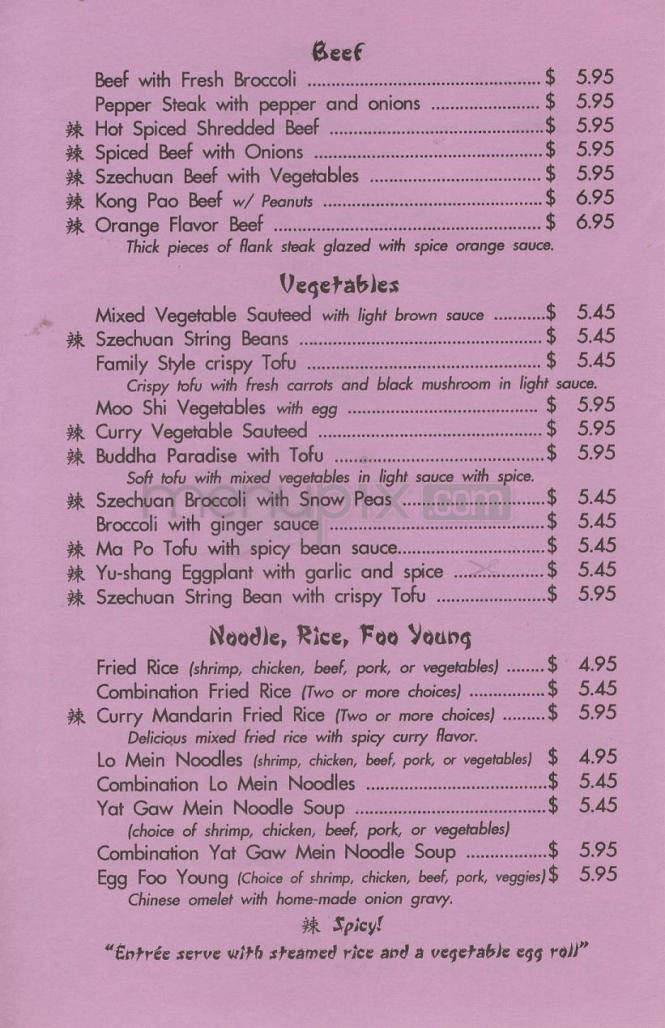 Beef
Beef with Fresh Broccoli ........................................... $ 5.95
Pepper Steak with pepper and onions .................... $ 5.95
辣 Hot Spiced Shredded Beef ....................................... $ 5.95
辣 Spiced Beef with Onions .......................................... $ 5.95
辣 Szechuan Beef with Vegetables ................................ $ 5.95
辣 Kong Pao Beef w/ Peanuts ........................................ $ 6.95
辣 Orange Flavor Beef ................................................. $ 6.95
Thick pieces of flank steak glazed with spice orange sauce.
Vegetables
Mixed Vegetable Sauteed with light brown sauce ..........$ 5.45
辣 Szechuan String Beans ............................................. $ 5.45
Family Style crispy Tofu ............................................ $ 5.45
Crispy tofu with fresh carrots and black mushroom in light sauce.
Moo Shi Vegetables with egg ................................... $ 5.95
辣 Curry Vegetable Sauteed ......................................... $ 5.95
辣 Buddha Paradise with Tofu ...................................... $ 5.95
Soft tofu with mixed vegetables in light sauce with spice.
辣 Szechuan Broccoli with Snow Peas ..........................$ 5.45
Broccoli with ginger sauce .......................................$ 5.45
辣 Ma Po Tofu with spicy bean sauce...........................$ 5.45
辣 Yu-shang Eggplant with garlic and spice ................$ 5.45
辣 Szechuan String Bean with crispy Tofu ....................$ 5.95
Noodle, Rice, Foo Young
Fried Rice (shrimp, chicken, beef, pork, or vegetables) .......$ 4.95
Combination Fried Rice (Two or more choices) ..............$ 5.45
辣 Curry Mandarin Fried Rice (Two or more choices) ........$ 5.95
Delicious mixed fried rice with spicy curry flavor.
Lo Mein Noodles (shrimp, chicken, beef, pork, or vegetables) $ 4.95
Combination Lo Mein Noodles .................................$ 5.45
Yat Gaw Mein Noodle Soup ...................................$ 5.45
(choice of shrimp, chicken, beef, pork, or vegetables)
Combination Yat Gaw Mein Noodle Soup ...............$ 5.95
Egg Foo Young (Choice of shrimp, chicken, beef, pork, veggies)$ 5.95
Chinese omelet with home-made onion gravy.
辣 Spicy!
"Entrée serve with steamed rice and a vegetable egg roll"
menupix.com